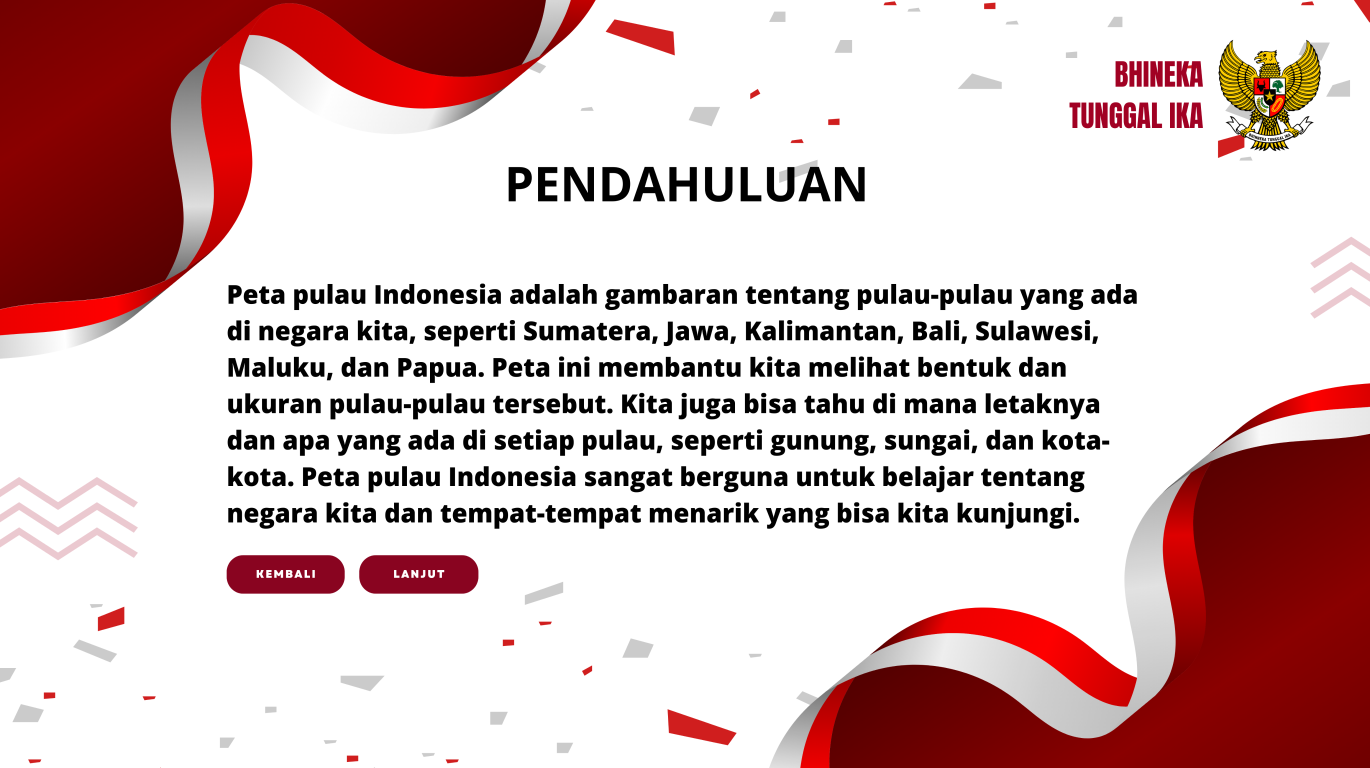 BHINEKA
TUNGGAL IKA
BHINNEKA TUNGGAL IKA
PENDAHULUAN
Peta pulau Indonesia adalah gambaran tentang pulau-pulau yang ada
di negara kita, seperti Sumatera, Jawa, Kalimantan, Bali, Sulawesi,
Maluku, dan Papua. Peta ini membantu kita melihat bentuk dan
ukuran pulau-pulau tersebut. Kita juga bisa tahu di mana letaknya
dan apa yang ada di setiap pulau, seperti gunung, sungai, dan kota-
kota. Peta pulau Indonesia sangat berguna untuk belajar tentang
negara kita dan tempat-tempat menarik yang bisa kita kunjungi.
KEMBALI
LANJUT